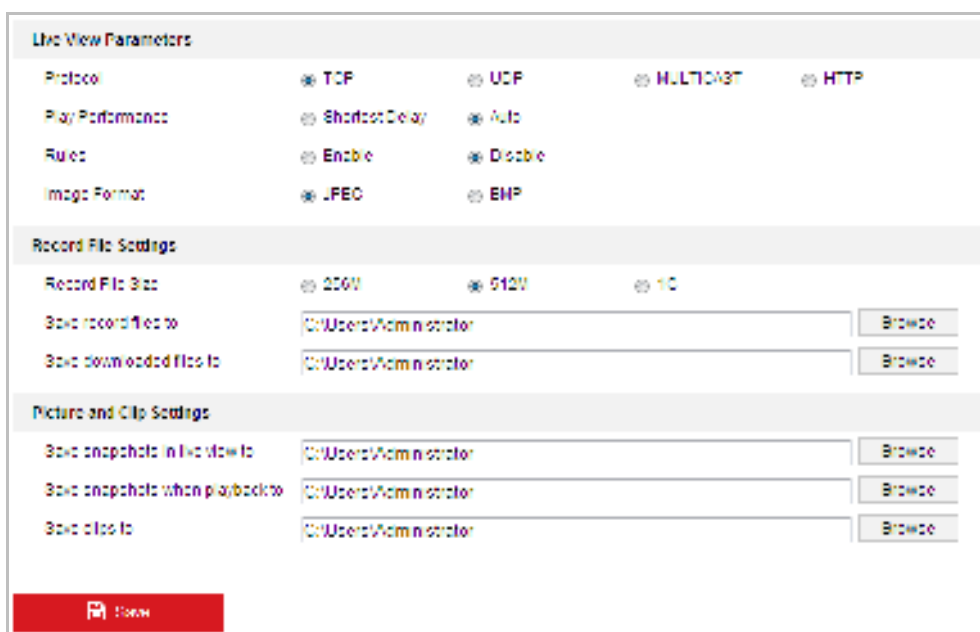 Live View Parameters
Protocol TCP UDP MULTICAST HTTP
Play Performance Shortest Delay Auto
Rules Enable Disable
Image Format JPEG BMP
Record File Settings
Record File Size 256M 512M 1G
Save record files to C:\Users\Administrator Browse
Save downloaded files to C:\Users\Administrator Browse
Picture and Clip Settings
Save snapshots in live view to C:\Users\Administrator Browse
Save snapshots when playback to C:\Users\Administrator Browse
Save clips to C:\Users\Administrator Browse
Save